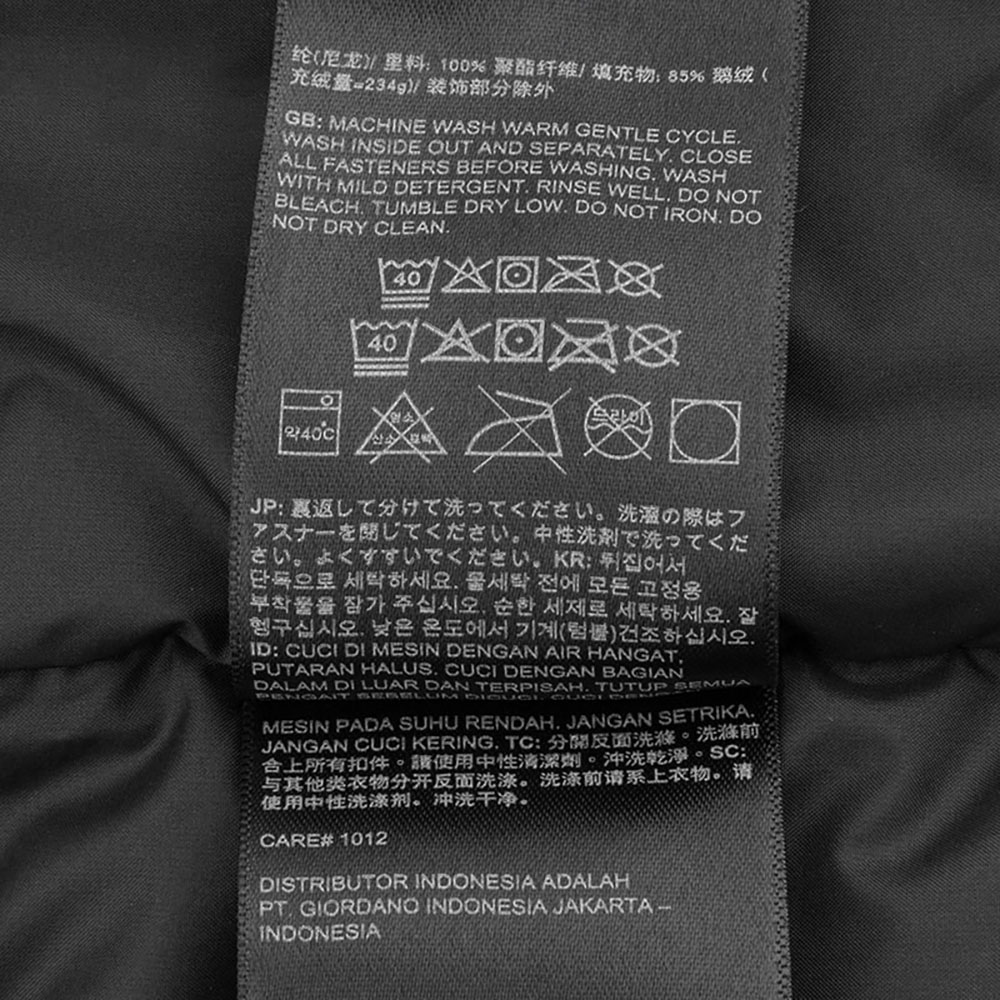 纶(尼龙)/ 里料: 100% 聚酯纤维/ 填充物: 85% 鹅绒 (
充绒量=234g)/ 装饰部分除外
GB: MACHINE WASH WARM GENTLE CYCLE.
WASH INSIDE OUT AND SEPARATELY. CLOSE
ALL FASTENERS BEFORE WASHING. WASH
WITH MILD DETERGENT. RINSE WELL. DO NOT
BLEACH. TUMBLE DRY LOW. DO NOT IRON. DO
NOT DRY CLEAN.
40
40
약40℃ 염소 산소 표백 드라이
JP: 裏返して分けて洗ってください。洗濯の際はフ
ァスナーを閉じてください。中性洗剤で洗ってくだ
さい。よくすすいでください。KR: 뒤집어서
단독으로 세탁하세요. 물세탁 전에 모든 고정용
부착물을 잠가 주십시오. 순한 세제로 세탁하세요. 잘
헹구십시오. 낮은 온도에서 기계(텀블)건조하십시오.
ID: CUCI DI MESIN DENGAN AIR HANGAT,
PUTARAN HALUS. CUCI DENGAN BAGIAN
DALAM DI LUAR DAN TERPISAH. TUTUP SEMUA
MESIN PADA SUHU RENDAH. JANGAN SETRIKA.
JANGAN CUCI KERING. TC: 分開反面洗滌。洗滌前
合上所有扣件。請使用中性清潔劑。沖洗乾淨。SC:
与其他类衣物分开反面洗涤。洗涤前请系上衣物。请
使用中性洗涤剂。冲洗干净。
CARE# 1012
DISTRIBUTOR INDONESIA ADALAH
PT. GIORDANO INDONESIA JAKARTA –
INDONESIA